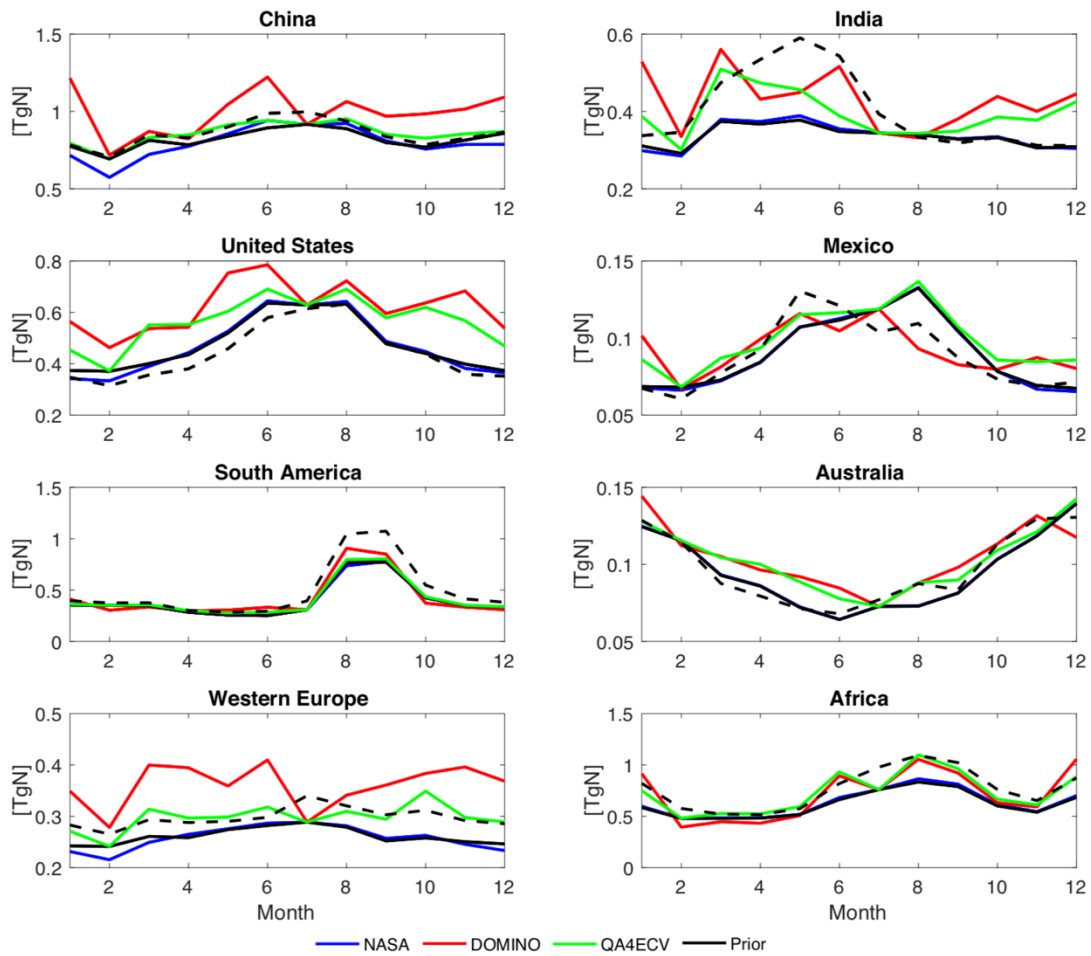 China
India
1.5
1
0.5
[TgN]
2 4 6 8 10 12
0.6
0.4
0.2
[TgN]
2 4 6 8 10 12
United States
Mexico
0.8
0.6
0.4
0.2
[TgN]
2 4 6 8 10 12
0.15
0.1
0.05
[TgN]
2 4 6 8 10 12
South America
Australia
1.5
1
0.5
0
[TgN]
2 4 6 8 10 12
0.15
0.1
0.05
[TgN]
2 4 6 8 10 12
Western Europe
Africa
0.5
0.4
0.3
0.2
[TgN]
2 4 6 8 10 12
Month
1.5
1
0.5
0
[TgN]
2 4 6 8 10 12
Month
NASA DOMINO QA4ECV Prior